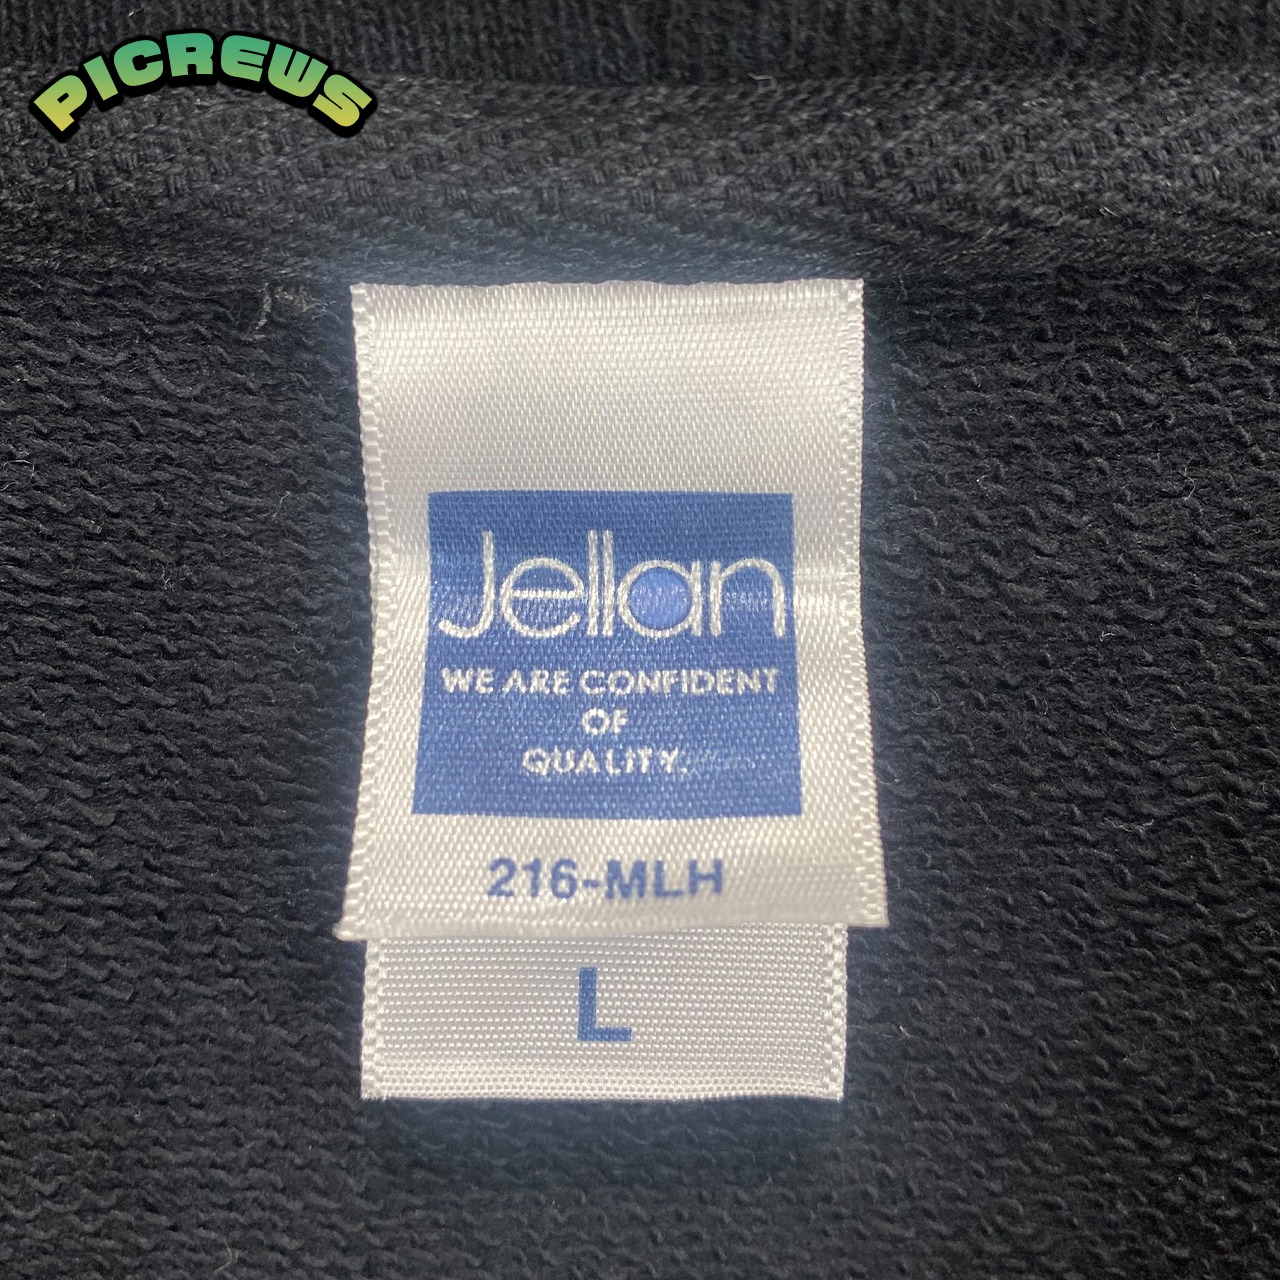 PICREWS
Jellan
WE ARE CONFIDENT
OF
QUALITY.
216-MLH
L